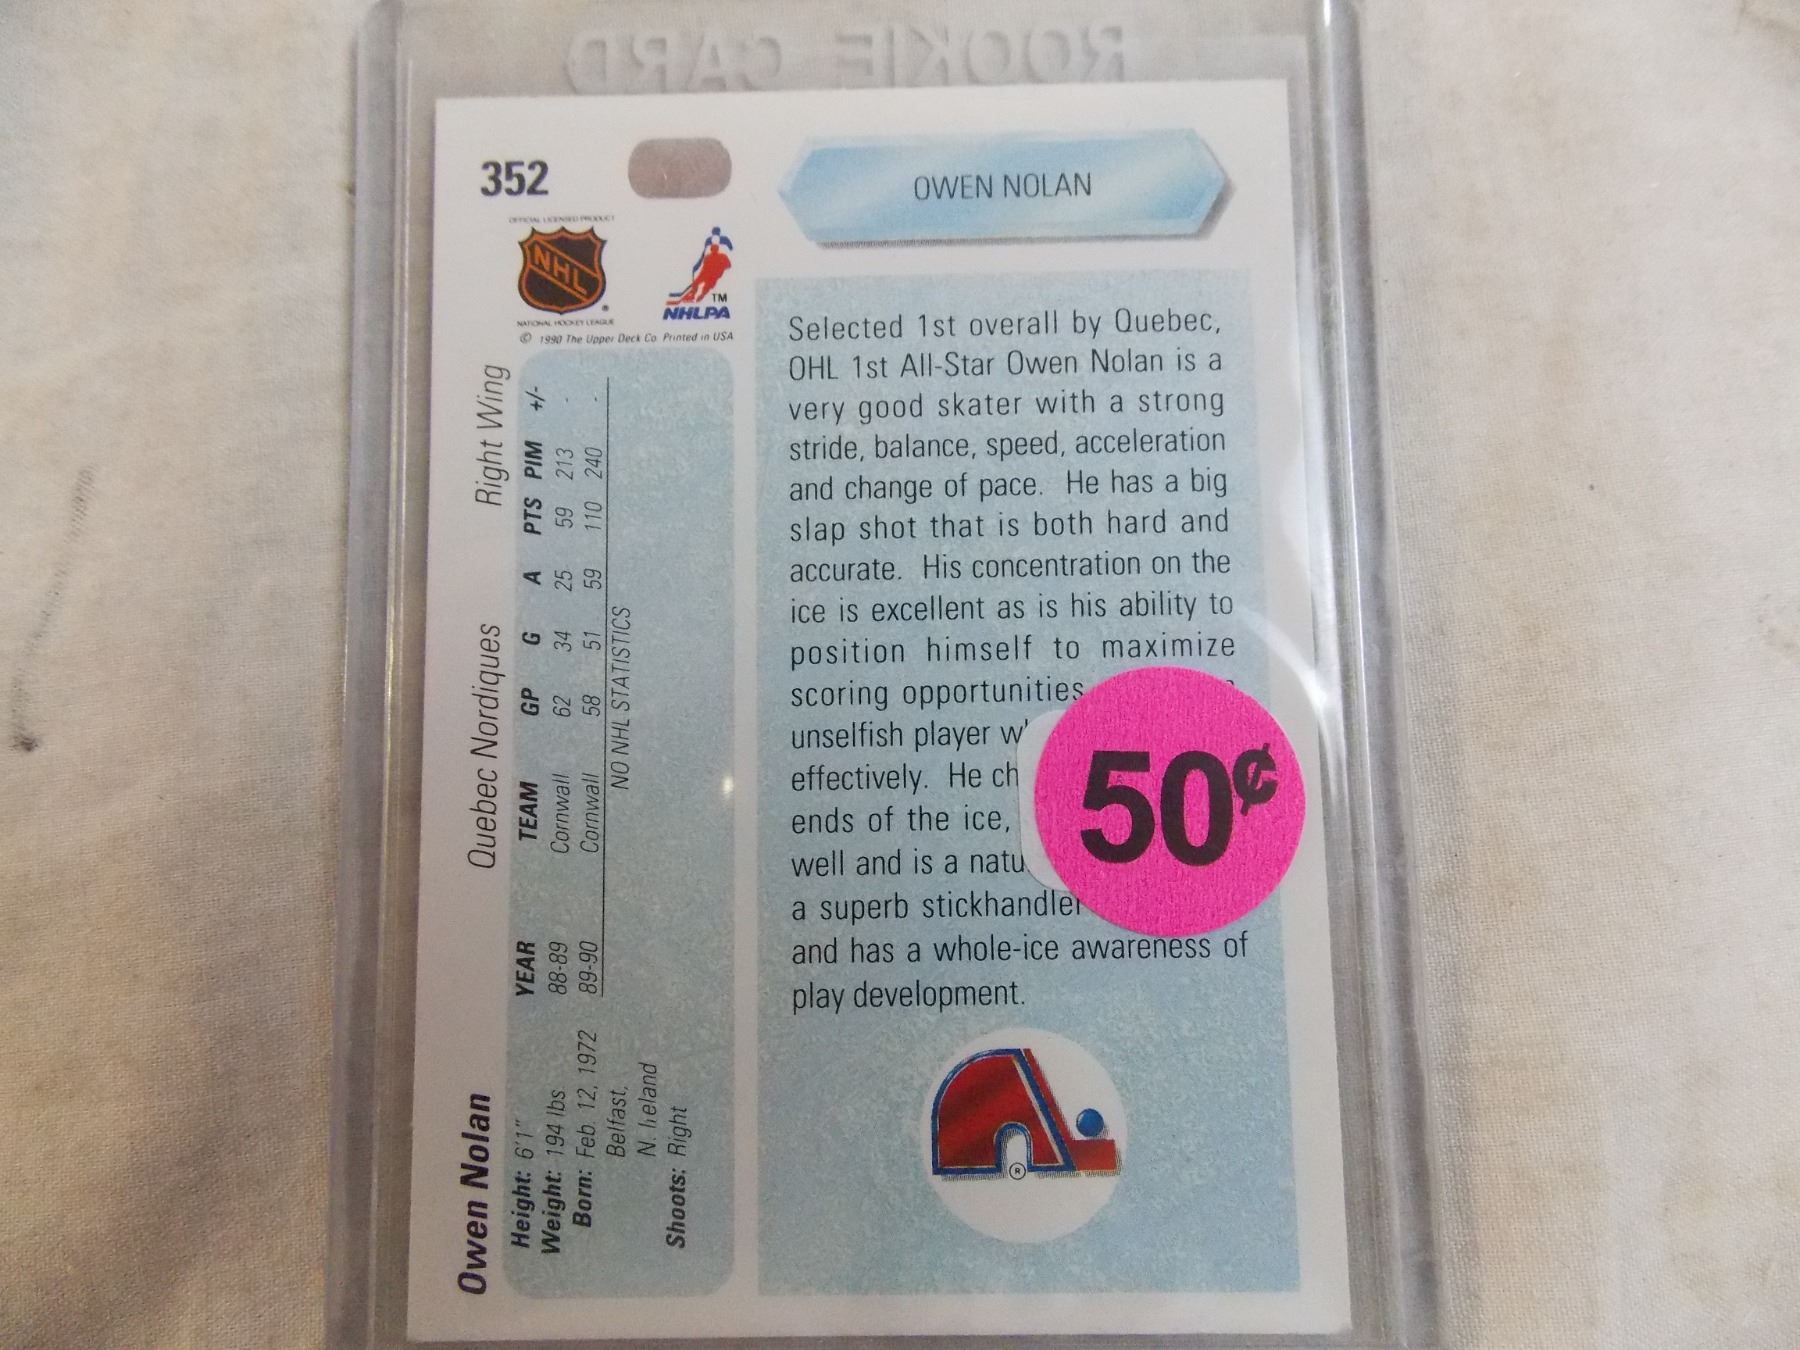 ROOKIE CARD
352
OWEN NOLAN
OFFICIAL LICENSED PRODUCT
NHL
®
NATIONAL HOCKEY LEAGUE
TM
NHLPA
© 1990 The Upper Deck Co. Printed in USA
Owen Nolan Quebec Nordiques Right Wing
Height: 6'1"
Weight: 194 lbs.
Born: Feb. 12, 1972
Belfast,
N. Ireland
Shoots: Right
YEAR TEAM GP G A PTS PIM +/-
88-89 Cornwall 62 34 25 59 213 -
89-90 Cornwall 58 51 59 110 240 -
NO NHL STATISTICS
Selected 1st overall by Quebec,
OHL 1st All-Star Owen Nolan is a
very good skater with a strong
stride, balance, speed, acceleration
and change of pace. He has a big
slap shot that is both hard and
accurate. His concentration on the
ice is excellent as is his ability to
position himself to maximize
scoring opportunities
unselfish player
effectively. He
ends of the ice,
well and is a
a superb stickhandler
and has a whole-ice awareness of
play development.
50¢
®